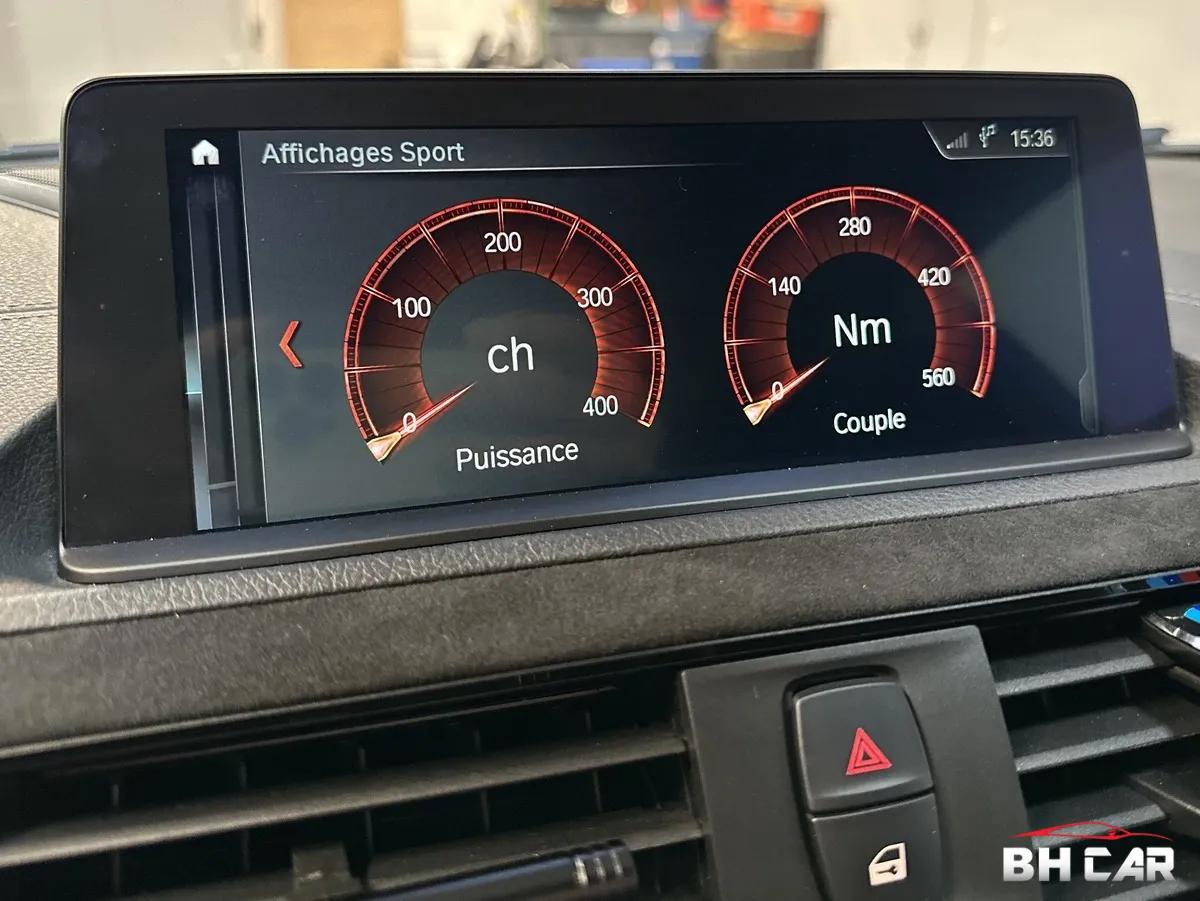 Affichages Sport
15:36
0
100
200
300
400
ch
Puissance
0
140
280
420
560
Nm
Couple
BH CAR